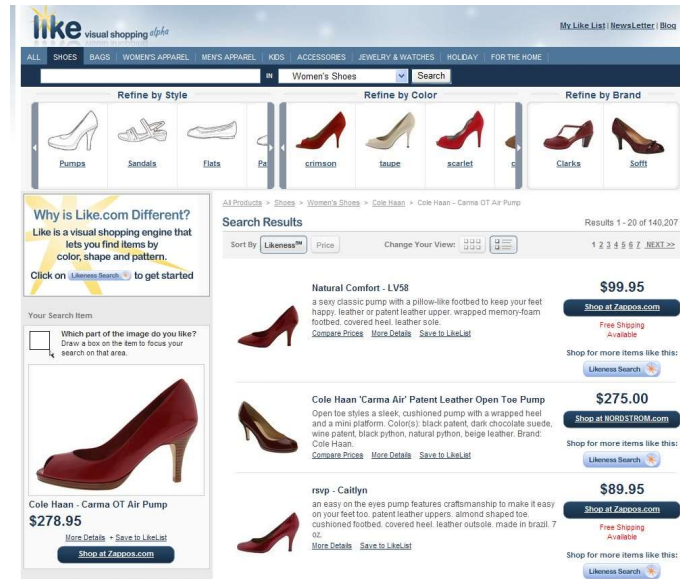 like visual shopping alpha
My Like List | NewsLetter | Blog
ALL SHOES BAGS WOMEN'S APPAREL MEN'S APPAREL KIDS ACCESSORIES JEWELRY & WATCHES HOLIDAY FOR THE HOME
IN Women's Shoes Search
Refine by Style Refine by Color Refine by Brand
Pumps Sandals Flats Pa crimson taupe scarlet c Clarks Sofft
All Products > Shoes > Women's Shoes > Cole Haan > Cole Haan - Carma OT Air Pump
Search Results
Results 1 - 20 of 140,207
Sort By Likeness™ Price Change Your View: 1 2 3 4 5 6 7 NEXT >>
Why is Like.com Different?
Like is a visual shopping engine that
lets you find items by
color, shape and pattern.
Click on Likeness Search to get started
Your Search Item
Which part of the image do you like?
Draw a box on the item to focus your
search on that area.
Cole Haan - Carma OT Air Pump
$278.95
More Details + Save to LikeList
Shop at Zappos.com
Natural Comfort - LV58
a sexy classic pump with a pillow-like footbed to keep your feet
happy. leather or patent leather upper. wrapped memory-foam
footbed. covered heel. leather sole.
Compare Prices More Details Save to LikeList
$99.95
Shop at Zappos.com
Free Shipping
Available
Shop for more items like this:
Likeness Search
Cole Haan 'Carma Air' Patent Leather Open Toe Pump
Open toe styles a sleek, cushioned pump with a wrapped heel
and a mini platform. Color(s): black patent, dark chocolate suede,
wine patent, black python, natural python, beige leather. Brand:
Cole Haan.
Compare Prices More Details Save to LikeList
$275.00
Shop at NORDSTROM.com
Shop for more items like this:
Likeness Search
rsvp - Caitlyn
an easy on the eyes pump features craftsmanship to make it easy
on your feet too. patent leather uppers. almond shaped toe.
cushioned footbed. covered heel. leather outsole. made in brazil. 7
oz.
More Details Save to LikeList
$89.95
Shop at Zappos.com
Free Shipping
Available
Shop for more items like this:
Likeness Search